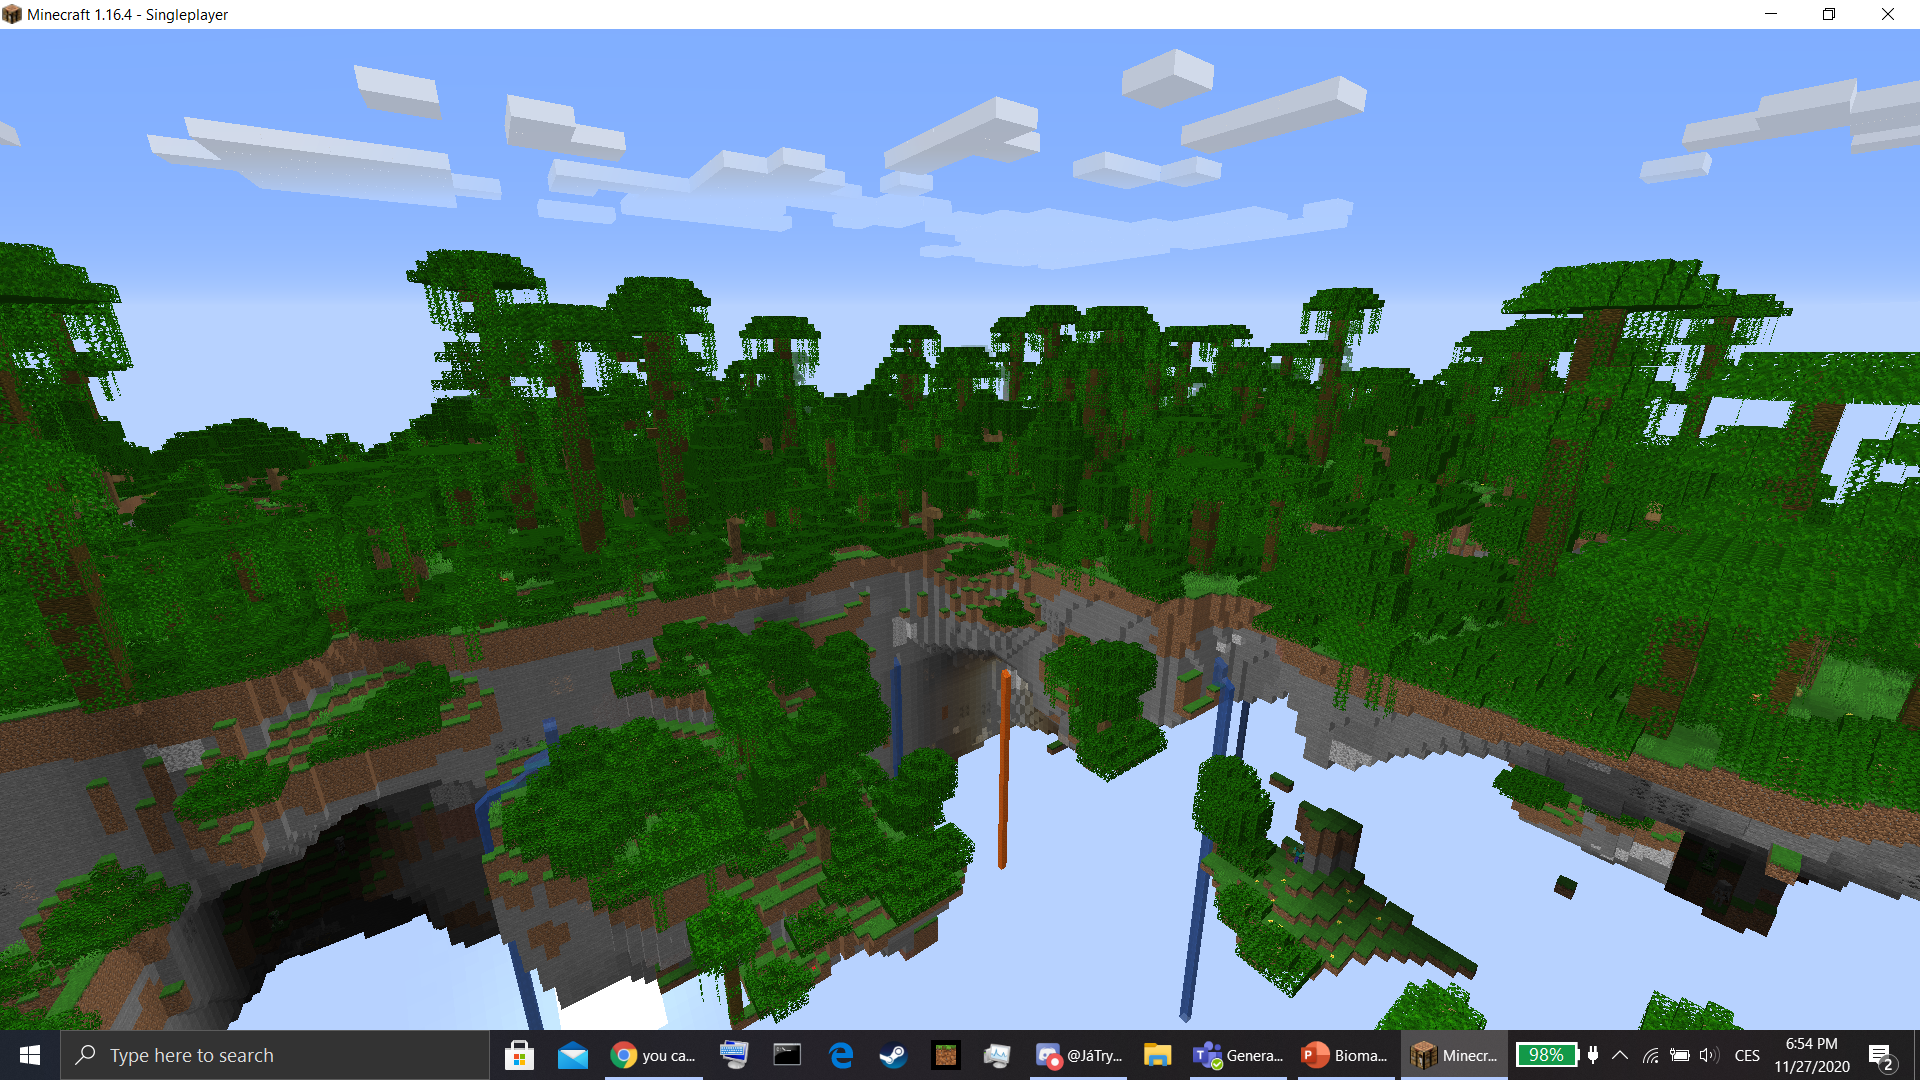 Minecraft 1.16.4 - Singleplayer
Type here to search
you ca...
@JáTry...
Genera...
Bioma...
Minecr...
98%
CES
6:54 PM
11/27/2020
2